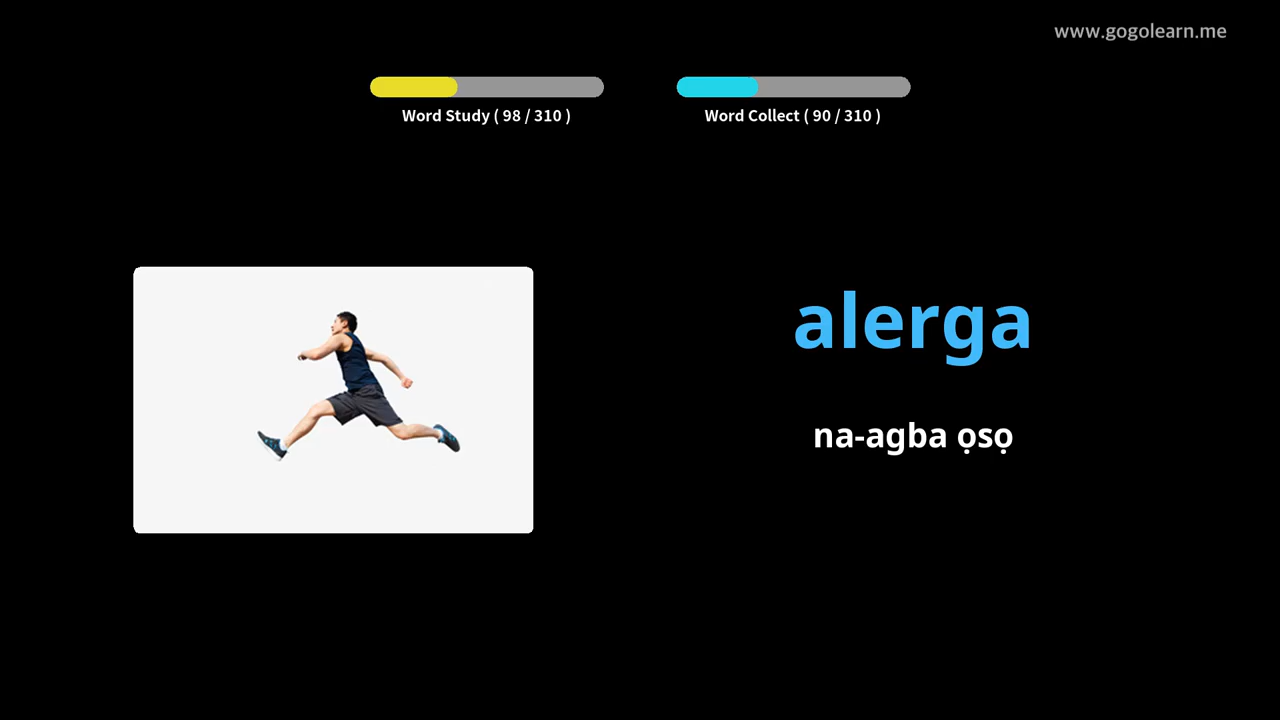 www.gogolearn.me
Word Study ( 98 / 310 )
Word Collect ( 90 / 310 )
alerga
na-agba ọsọ